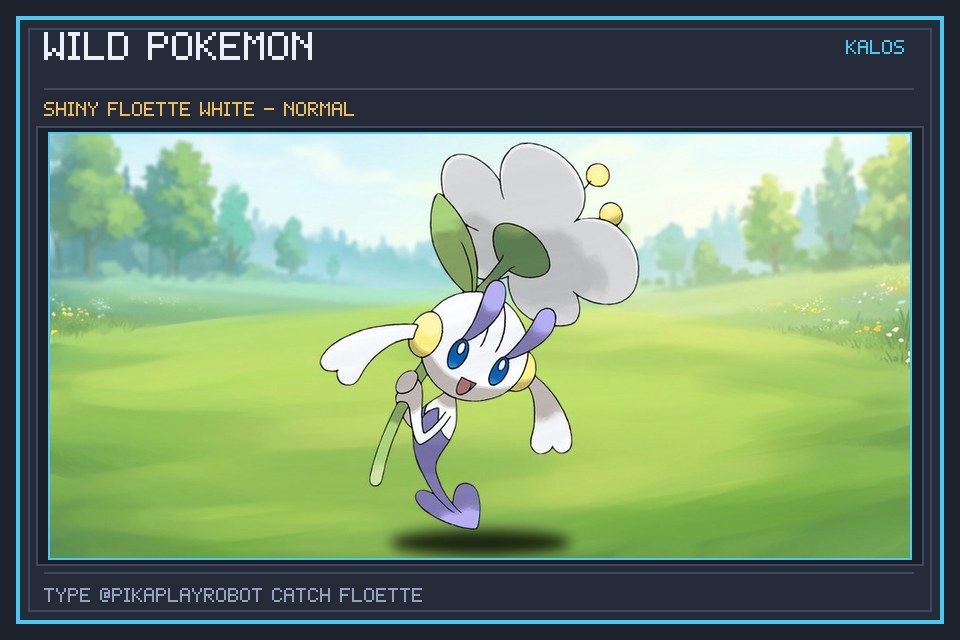 WILD POKEMON
KALOS
SHINY FLOETTE WHITE - NORMAL
TYPE @PIKAPLAYROBOT CATCH FLOETTE